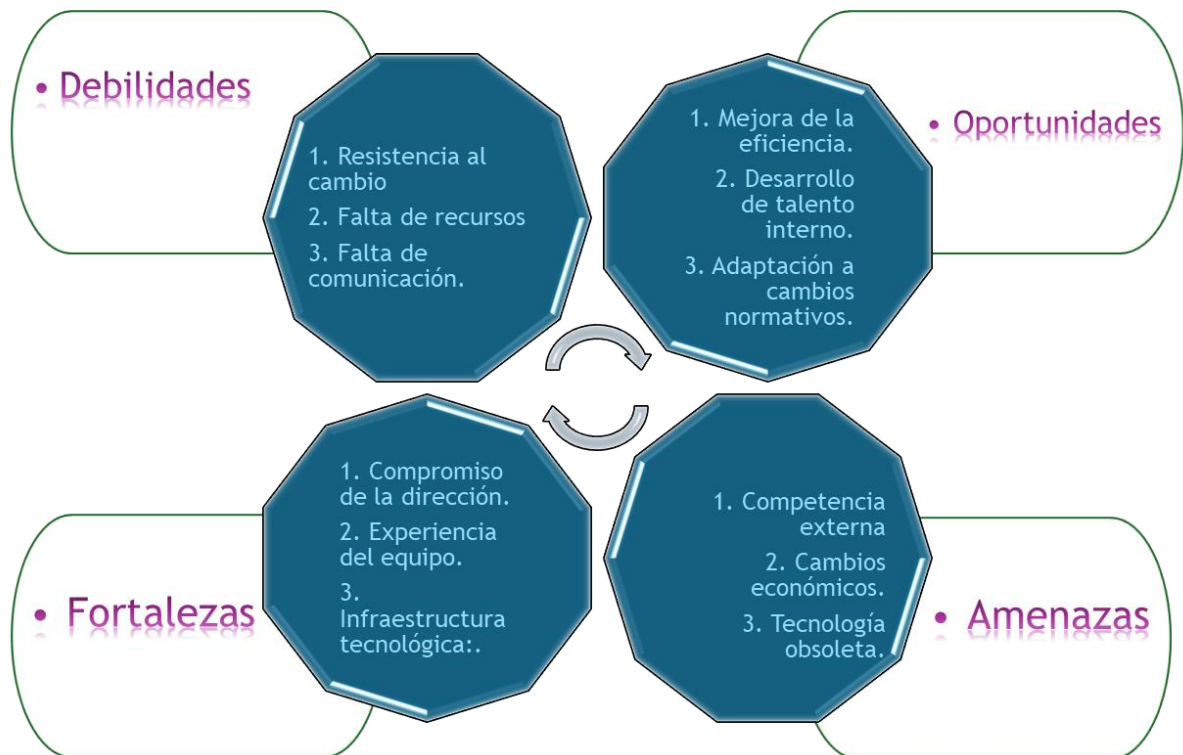 • Debilidades
1. Resistencia al
cambio
2. Falta de recursos
3. Falta de
comunicación.
1. Mejora de la
eficiencia.
2. Desarrollo
de talento
interno.
3. Adaptación a
cambios
normativos.
• Oportunidades
• Fortalezas
1. Compromiso
de la dirección.
2. Experiencia
del equipo.
3.
Infraestructura
tecnológica:.
1. Competencia
externa
2. Cambios
económicos.
3. Tecnología
obsoleta.
• Amenazas